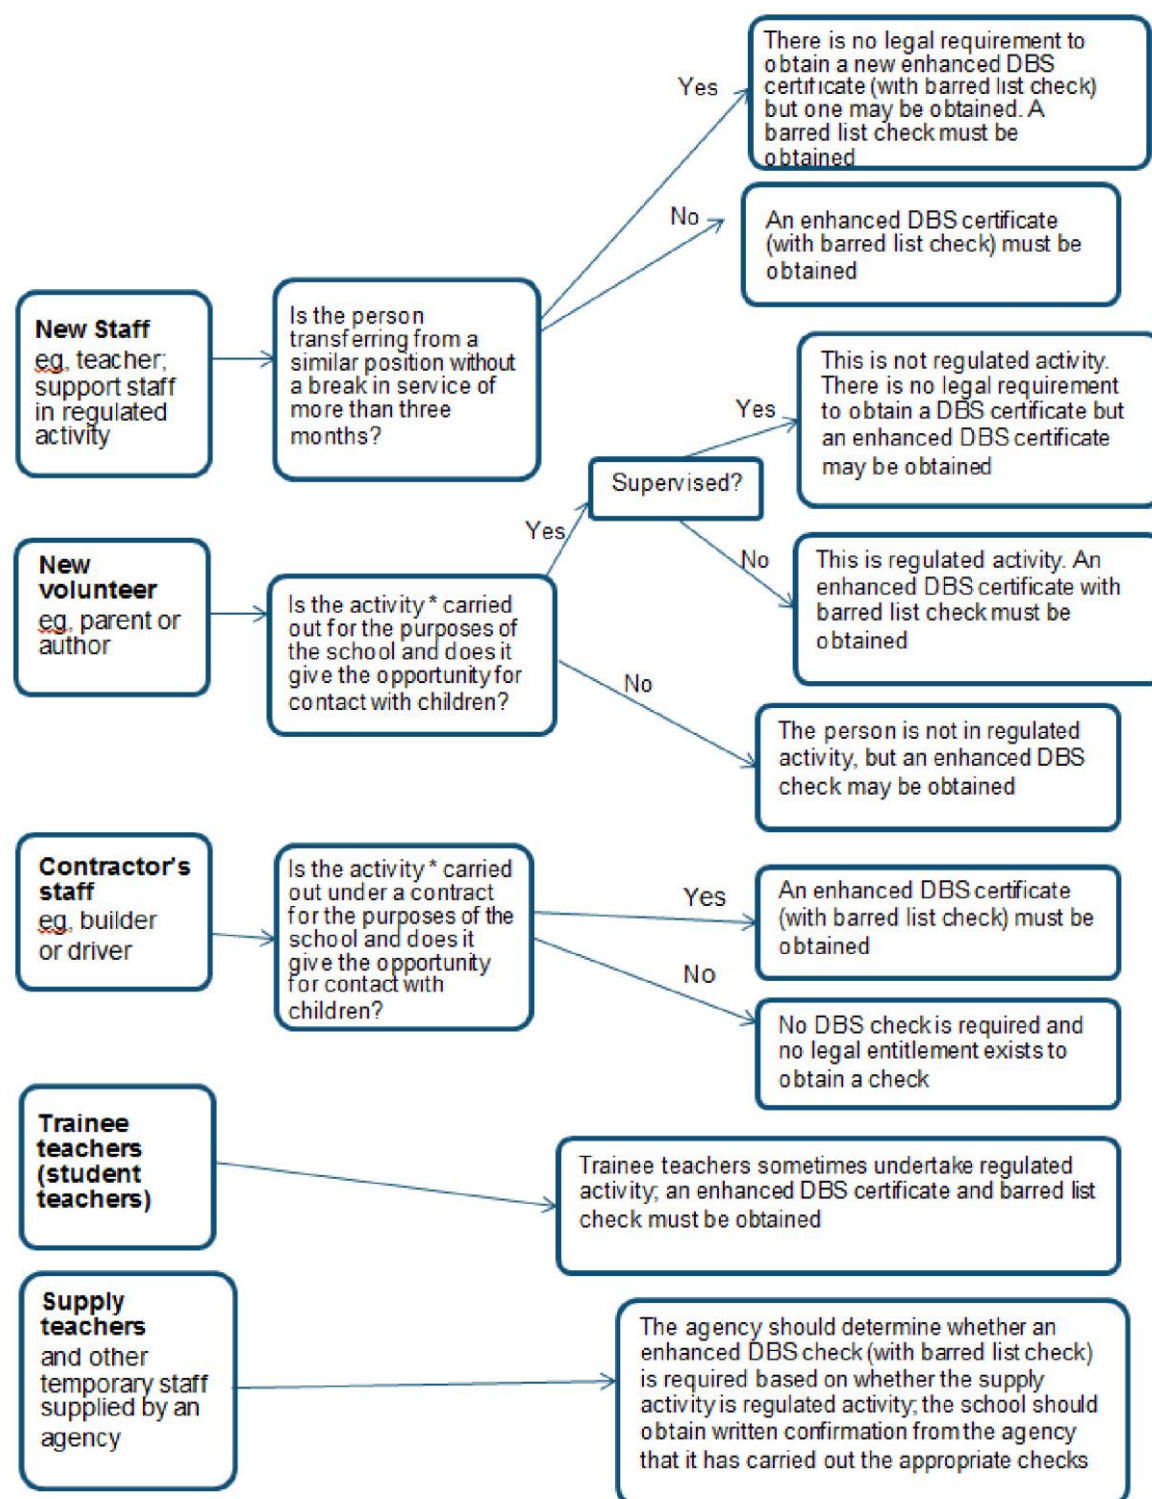 There is no legal requirement to
obtain a new enhanced DBS
certificate (with barred list check)
but one may be obtained. A
barred list check must be
obtained
Yes
No
An enhanced DBS certificate
(with barred list check) must be
obtained
New Staff
eg, teacher;
support staff
in regulated
activity
Is the person
transferring from a
similar position without
a break in service of
more than three
months?
This is not regulated activity.
There is no legal requirement
to obtain a DBS certificate but
an enhanced DBS certificate
may be obtained
Yes
Supervised?
Yes
No
This is regulated activity. An
enhanced DBS certificate with
barred list check must be
obtained
New
volunteer
eg, parent or
author
Is the activity * carried
out for the purposes of
the school and does it
give the opportunity for
contact with children?
No
The person is not in regulated
activity, but an enhanced DBS
check may be obtained
Contractor's
staff
eg, builder
or driver
Is the activity * carried
out under a contract
for the purposes of the
school and does it
give the opportunity
for contact with
children?
Yes
An enhanced DBS certificate
(with barred list check) must be
obtained
No
No DBS check is required and
no legal entitlement exists to
obtain a check
Trainee
teachers
(student
teachers)
Trainee teachers sometimes undertake regulated
activity; an enhanced DBS certificate and barred list
check must be obtained
Supply
teachers
and other
temporary staff
supplied by an
agency
The agency should determine whether an
enhanced DBS check (with barred list check)
is required based on whether the supply
activity is regulated activity; the school should
obtain written confirmation from the agency
that it has carried out the appropriate checks